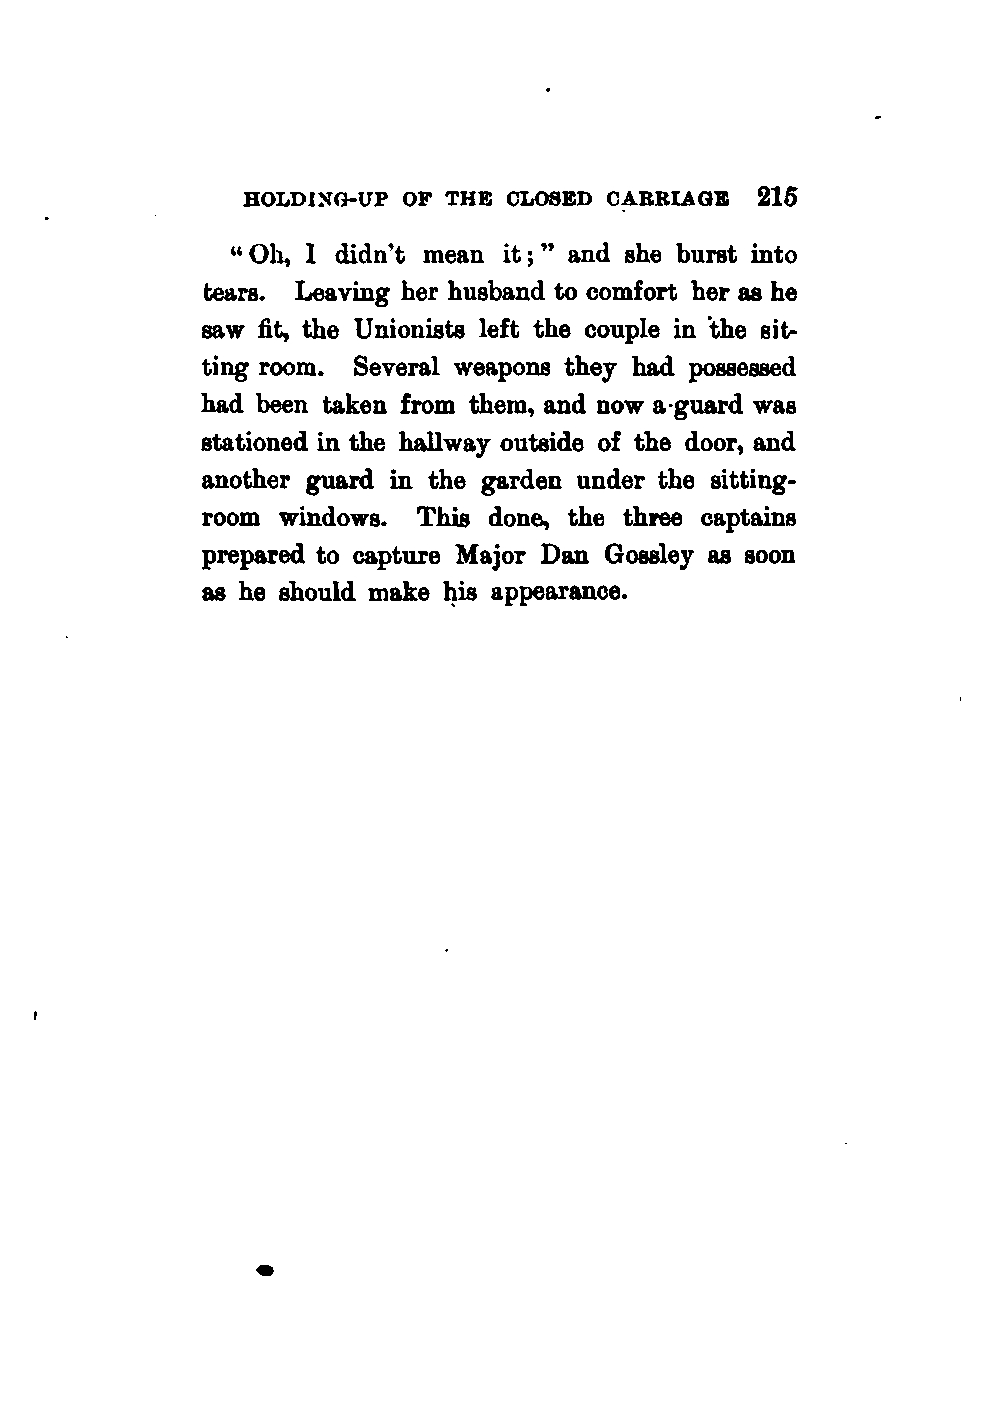 HOLDING-UP OF THE CLOSED CARRIAGE 215
"Oh, I didn't mean it;" and she burst into
tears. Leaving her husband to comfort her as he
saw fit, the Unionists left the couple in the sit-
ting room. Several weapons they had possessed
had been taken from them, and now a guard was
stationed in the hallway outside of the door, and
another guard in the garden under the sitting-
room windows. This done, the three captains
prepared to capture Major Dan Gossley as soon
as he should make his appearance.